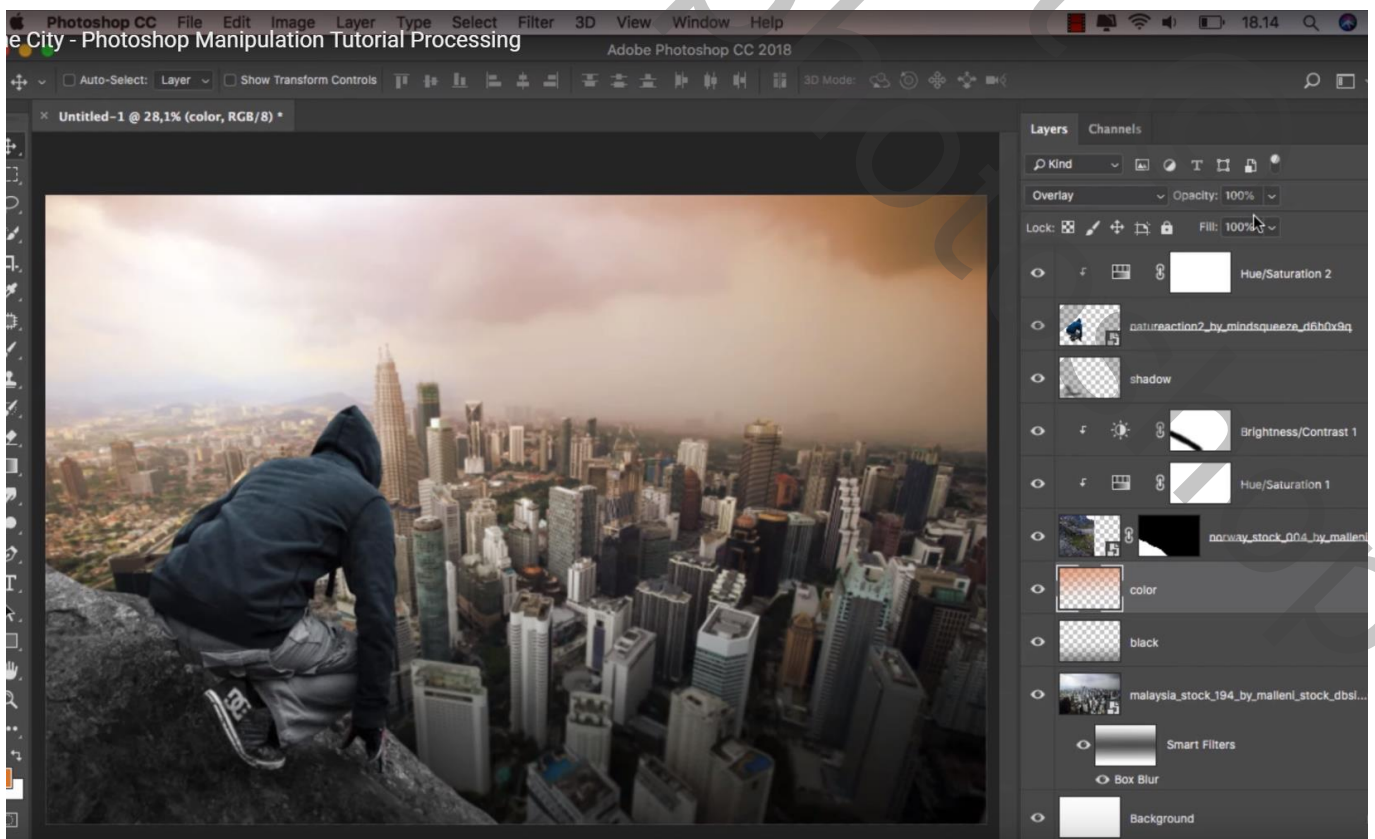 Photoshop CC File Edit Image Layer Type Select Filter 3D View Window Help 18.14
e City - Photoshop Manipulation Tutorial Processing
Adobe Photoshop CC 2018
Auto-Select: Layer Show Transform Controls 3D Mode:
× Untitled-1 @ 28,1% (color, RGB/8) *
Layers Channels
Kind
Overlay Opacity: 100%
Lock: Fill: 100%
Hue/Saturation 2
natureaction2_by_mindsqueeze_d6h0x9q
shadow
Brightness/Contrast 1
Hue/Saturation 1
norway_stock_004_by_malleni
color
black
malaysia_stock_194_by_malleni_stock_dbsi...
Smart Filters
Box Blur
Background